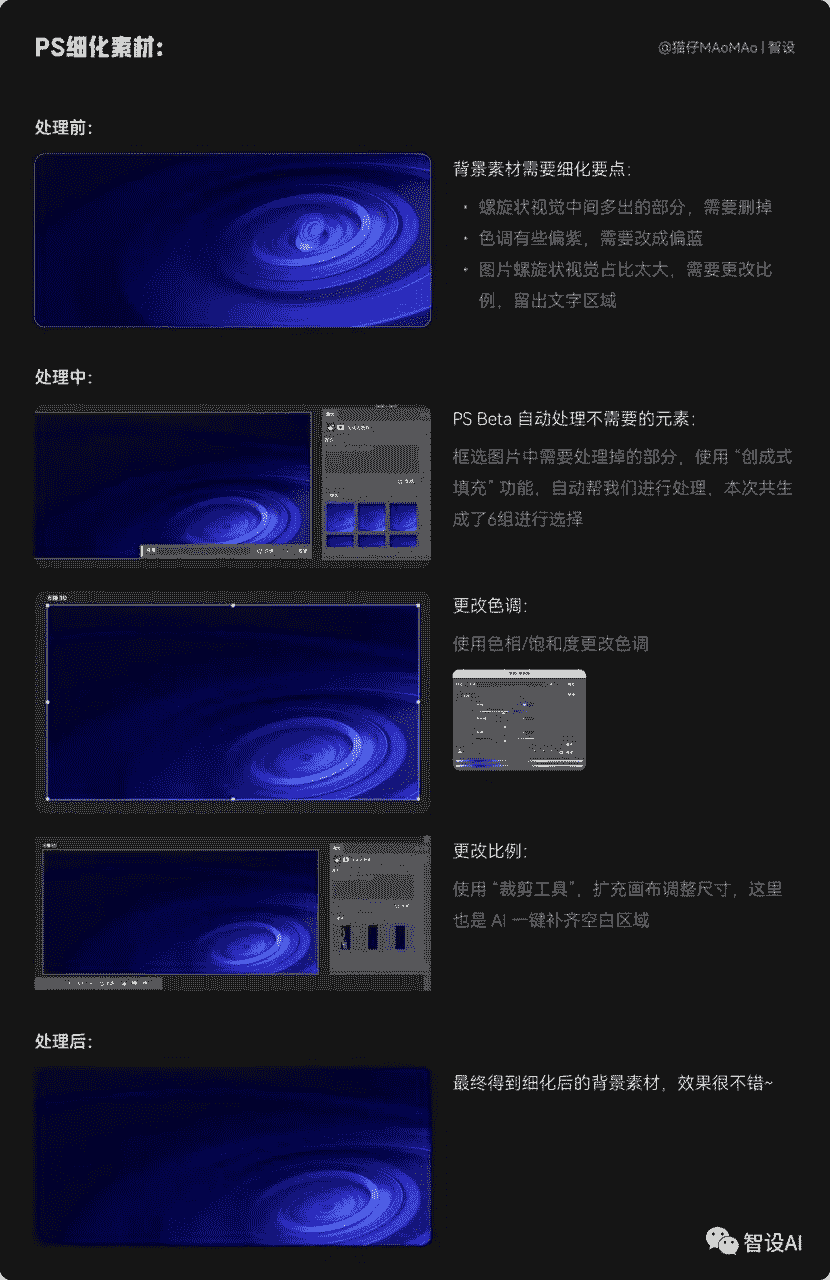 PS细化素材:
@猫仔MAoMAo | 智设
处理前:
背景素材需要细化要点:
· 螺旋状视觉中间多出的部分，需要删掉
· 色调有些偏紫，需要改成偏蓝
· 图片螺旋状视觉占比太大，需要更改比
例，留出文字区域
处理中:
PS Beta 自动处理不需要的元素:
框选图片中需要处理掉的部分，使用 “创成式
填充” 功能，自动帮我们进行处理，本次共生
成了6组进行选择
更改色调:
使用色相/饱和度更改色调
更改比例:
使用 “裁剪工具”，扩充画布调整尺寸，这里
也是 AI 一键补齐空白区域
处理后:
最终得到细化后的背景素材，效果很不错~
智设AI